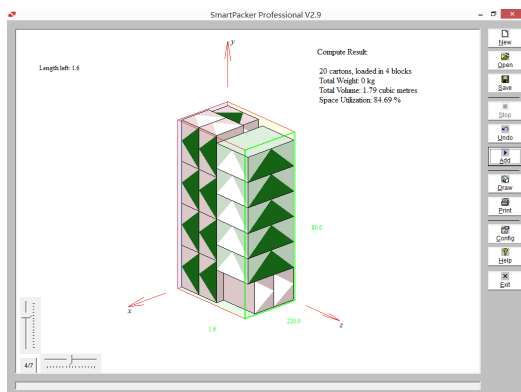 SmartPacker Professional V2.9
Length left: 1.6
y
Compute Result:
20 cartons, loaded in 4 blocks
Total Weight: 0 kg
Total Volume: 1.79 cubic metres
Space Utilization: 84.69 %
80.0
x
z
1.6
220.0
4/7
New
Open
Save
Stop
Undo
Add
Draw
Print
Config
Help
Exit